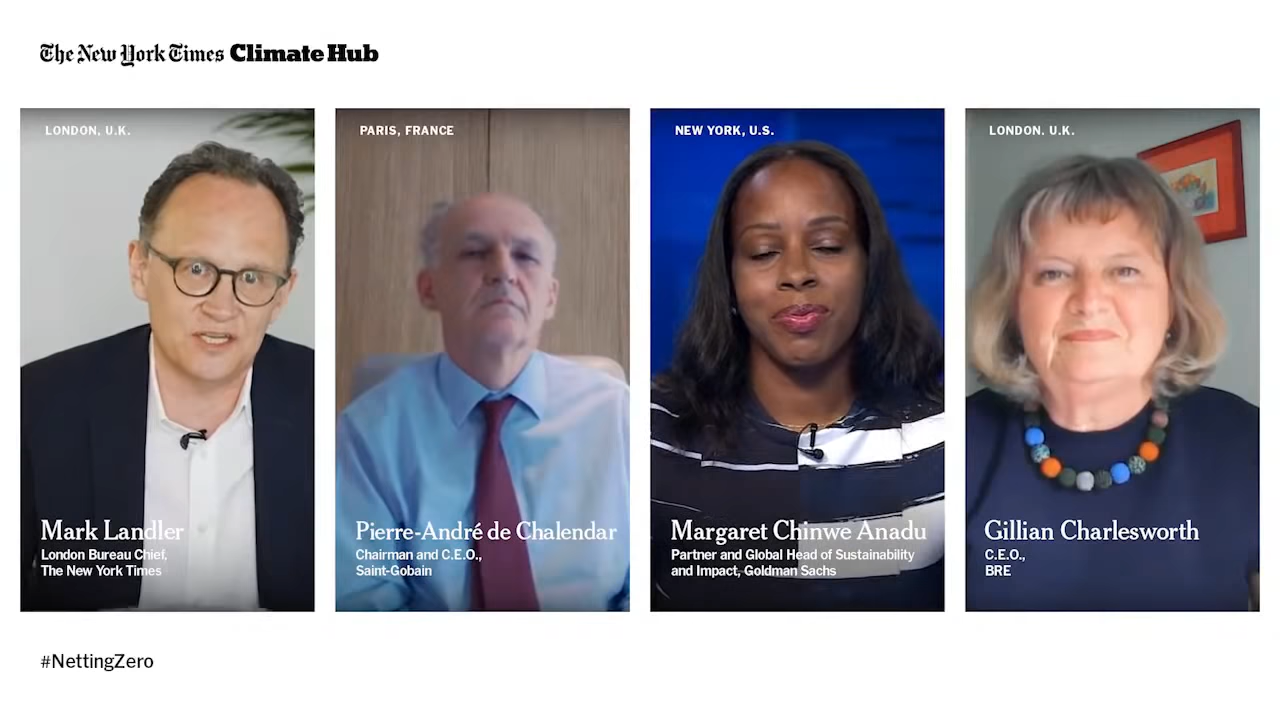 The New York Times Climate Hub
LONDON, U.K.
Mark Landler
London Bureau Chief,
The New York Times
PARIS, FRANCE
Pierre-André de Chalendar
Chairman and C.E.O.,
Saint-Gobain
NEW YORK, U.S.
Margaret Chinwe Anadu
Partner and Global Head of Sustainability
and Impact, Goldman Sachs
LONDON, U.K.
Gillian Charlesworth
C.E.O.,
BRE
#NettingZero